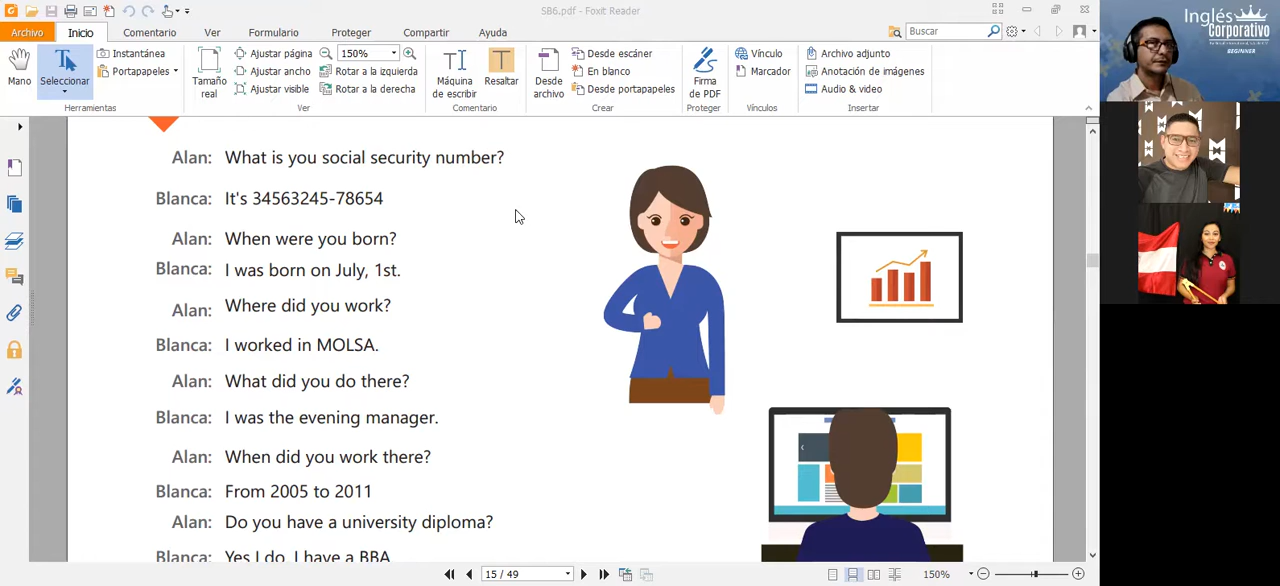 SB6.pdf - Foxit Reader
Archivo Inicio Comentario Ver Formulario Proteger Compartir Ayuda
Buscar
Mano
Seleccionar
Instantánea
Portapapeles
Herramientas
Tamaño
real
Ajustar página
Ajustar ancho
Ajustar visible
150%
Rotar a la izquierda
Rotar a la derecha
Ver
Máquina
de escribir
Resaltar
Comentario
Desde
archivo
Desde escáner
En blanco
Desde portapapeles
Crear
Firma
de PDF
Proteger
Vínculo
Marcador
Vínculos
Archivo adjunto
Anotación de imágenes
Audio & video
Insertar
Alan: What is you social security number?
Blanca: It's 34563245-78654
Alan: When were you born?
Blanca: I was born on July, 1st.
Alan: Where did you work?
Blanca: I worked in MOLSA.
Alan: What did you do there?
Blanca: I was the evening manager.
Alan: When did you work there?
Blanca: From 2005 to 2011
Alan: Do you have a university diploma?
Blanca: Yes I do. I have a BBA
15 / 49
150%
Inglés
Corporativo
BEGINNER